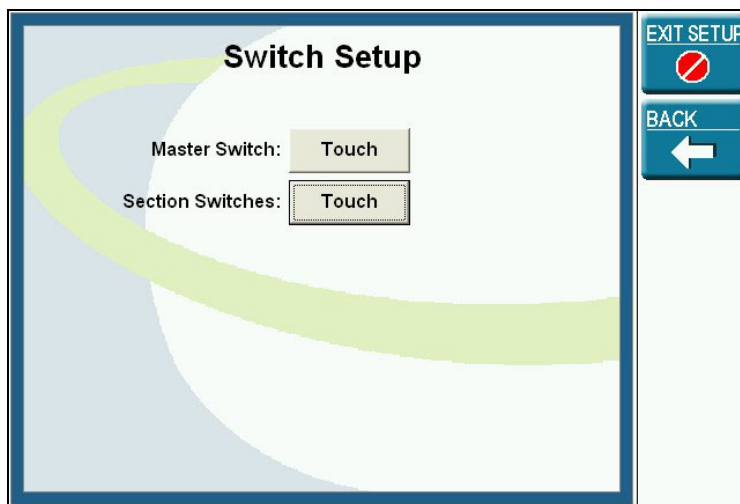 Switch Setup
Master Switch: Touch
Section Switches: Touch
EXIT SETUP
BACK